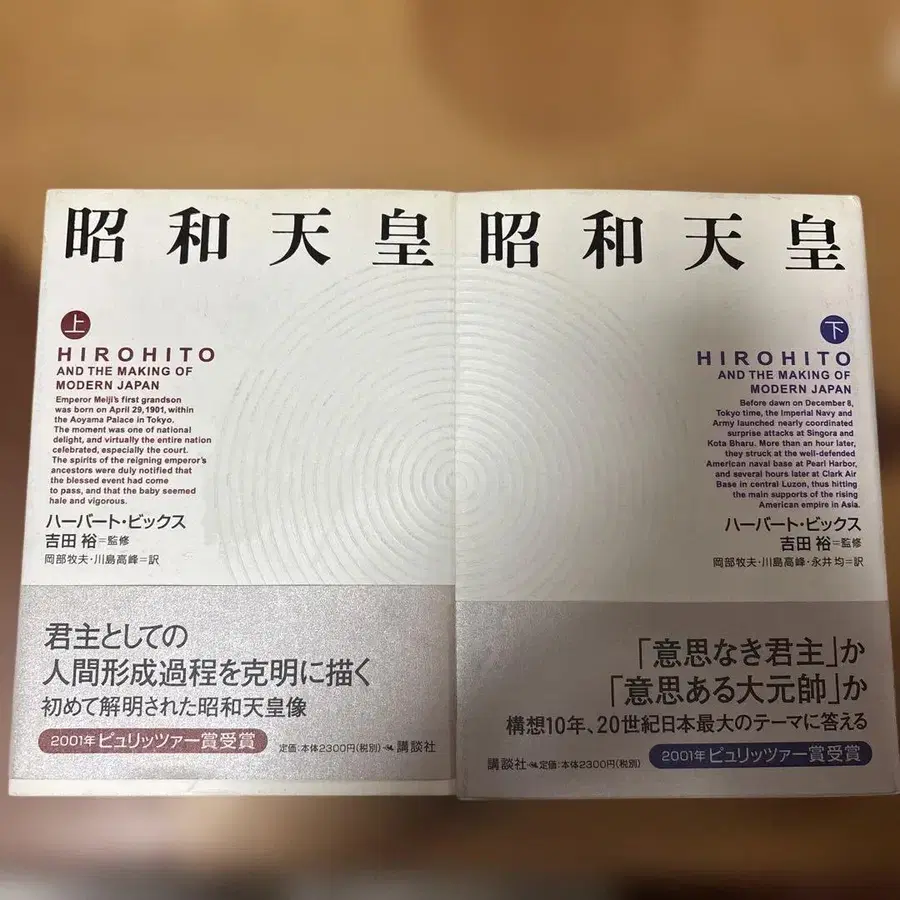 昭和天皇
上
HIROHITO
AND THE MAKING OF
MODERN JAPAN
Emperor Meiji's first grandson
was born on April 29,1901, within
the Aoyama Palace in Tokyo.
The moment was one of national
delight, and virtually the entire nation
celebrated, especially the court.
The spirits of the reigning emperor's
ancestors were duly notified that
the blessed event had come
to pass, and that the baby seemed
hale and vigorous.
ハーバート・ビックス
吉田 裕=監修
岡部牧夫・川島高峰=訳
君主としての
人間形成過程を克明に描く
初めて解明された昭和天皇像
2001年 ピュリッツァー賞受賞
定価:本体2300円(税別) 講談社
昭和天皇
下
HIROHITO
AND THE MAKING OF
MODERN JAPAN
Before dawn on December 8,
Tokyo time, the Imperial Navy and
Army launched nearly coordinated
surprise attacks at Singora and
Kota Bharu. More than an hour later,
they struck at the well-defended
American naval base at Pearl Harbor,
and several hours later at Clark Air
Base in central Luzon, thus hitting
the main supports of the rising
American empire in Asia.
ハーバート・ビックス
吉田 裕=監修
岡部牧夫・川島高峰・永井均=訳
「意思なき君主」か
「意思ある大元帥」か
構想10年、20世紀日本最大のテーマに答える
講談社 定価:本体2300円(税別) 2001年 ピュリッツァー賞受賞